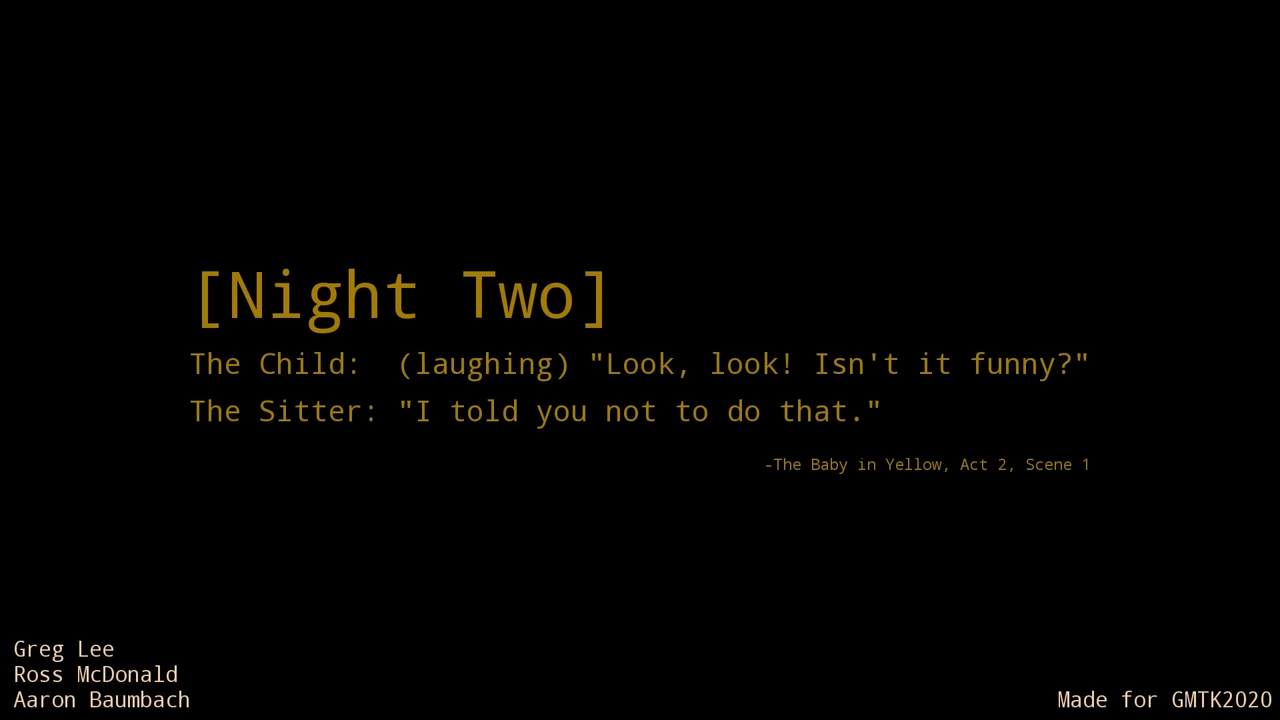 [Night Two]
The Child:  (laughing) "Look, look! Isn't it funny?"
The Sitter: "I told you not to do that."
-The Baby in Yellow, Act 2, Scene 1
Greg Lee
Ross McDonald
Aaron Baumbach
Made for GMTK2020